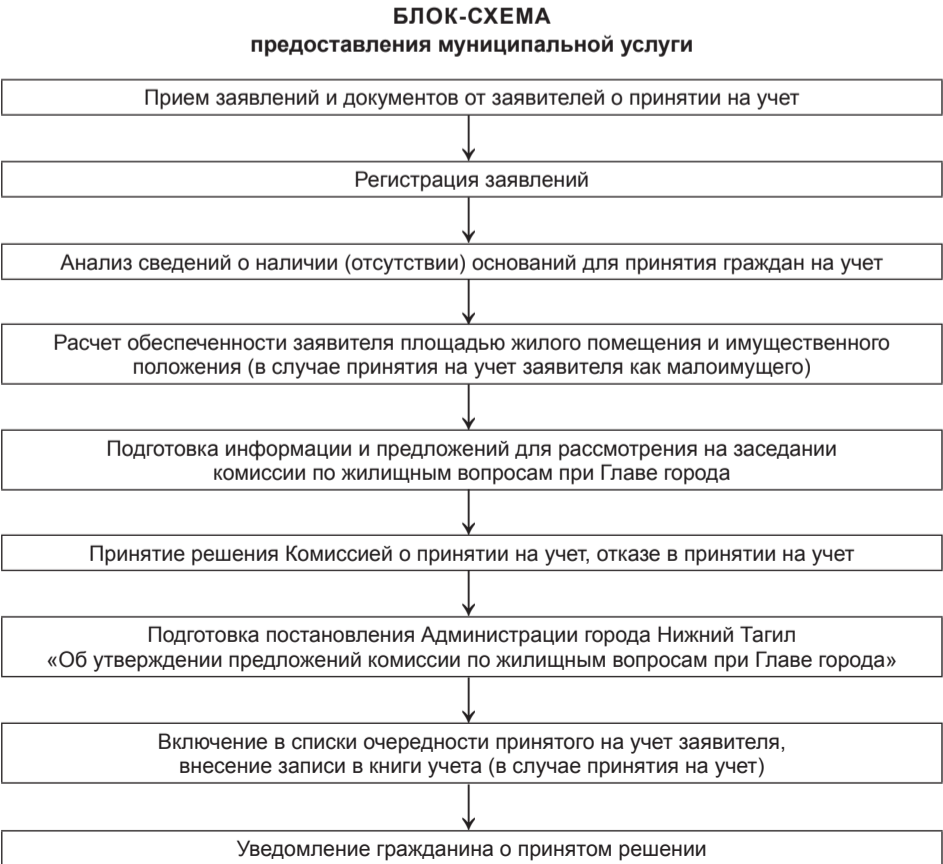 БЛОК-СХЕМА
предоставления муниципальной услуги
Прием заявлений и документов от заявителей о принятии на учет
Регистрация заявлений
Анализ сведений о наличии (отсутствии) оснований для принятия граждан на учет
Расчет обеспеченности заявителя площадью жилого помещения и имущественного
положения (в случае принятия на учет заявителя как малоимущего)
Подготовка информации и предложений для рассмотрения на заседании
комиссии по жилищным вопросам при Главе города
Принятие решения Комиссией о принятии на учет, отказе в принятии на учет
Подготовка постановления Администрации города Нижний Тагил
«Об утверждении предложений комиссии по жилищным вопросам при Главе города»
Включение в списки очередности принятого на учет заявителя,
внесение записи в книги учета (в случае принятия на учет)
Уведомление гражданина о принятом решении